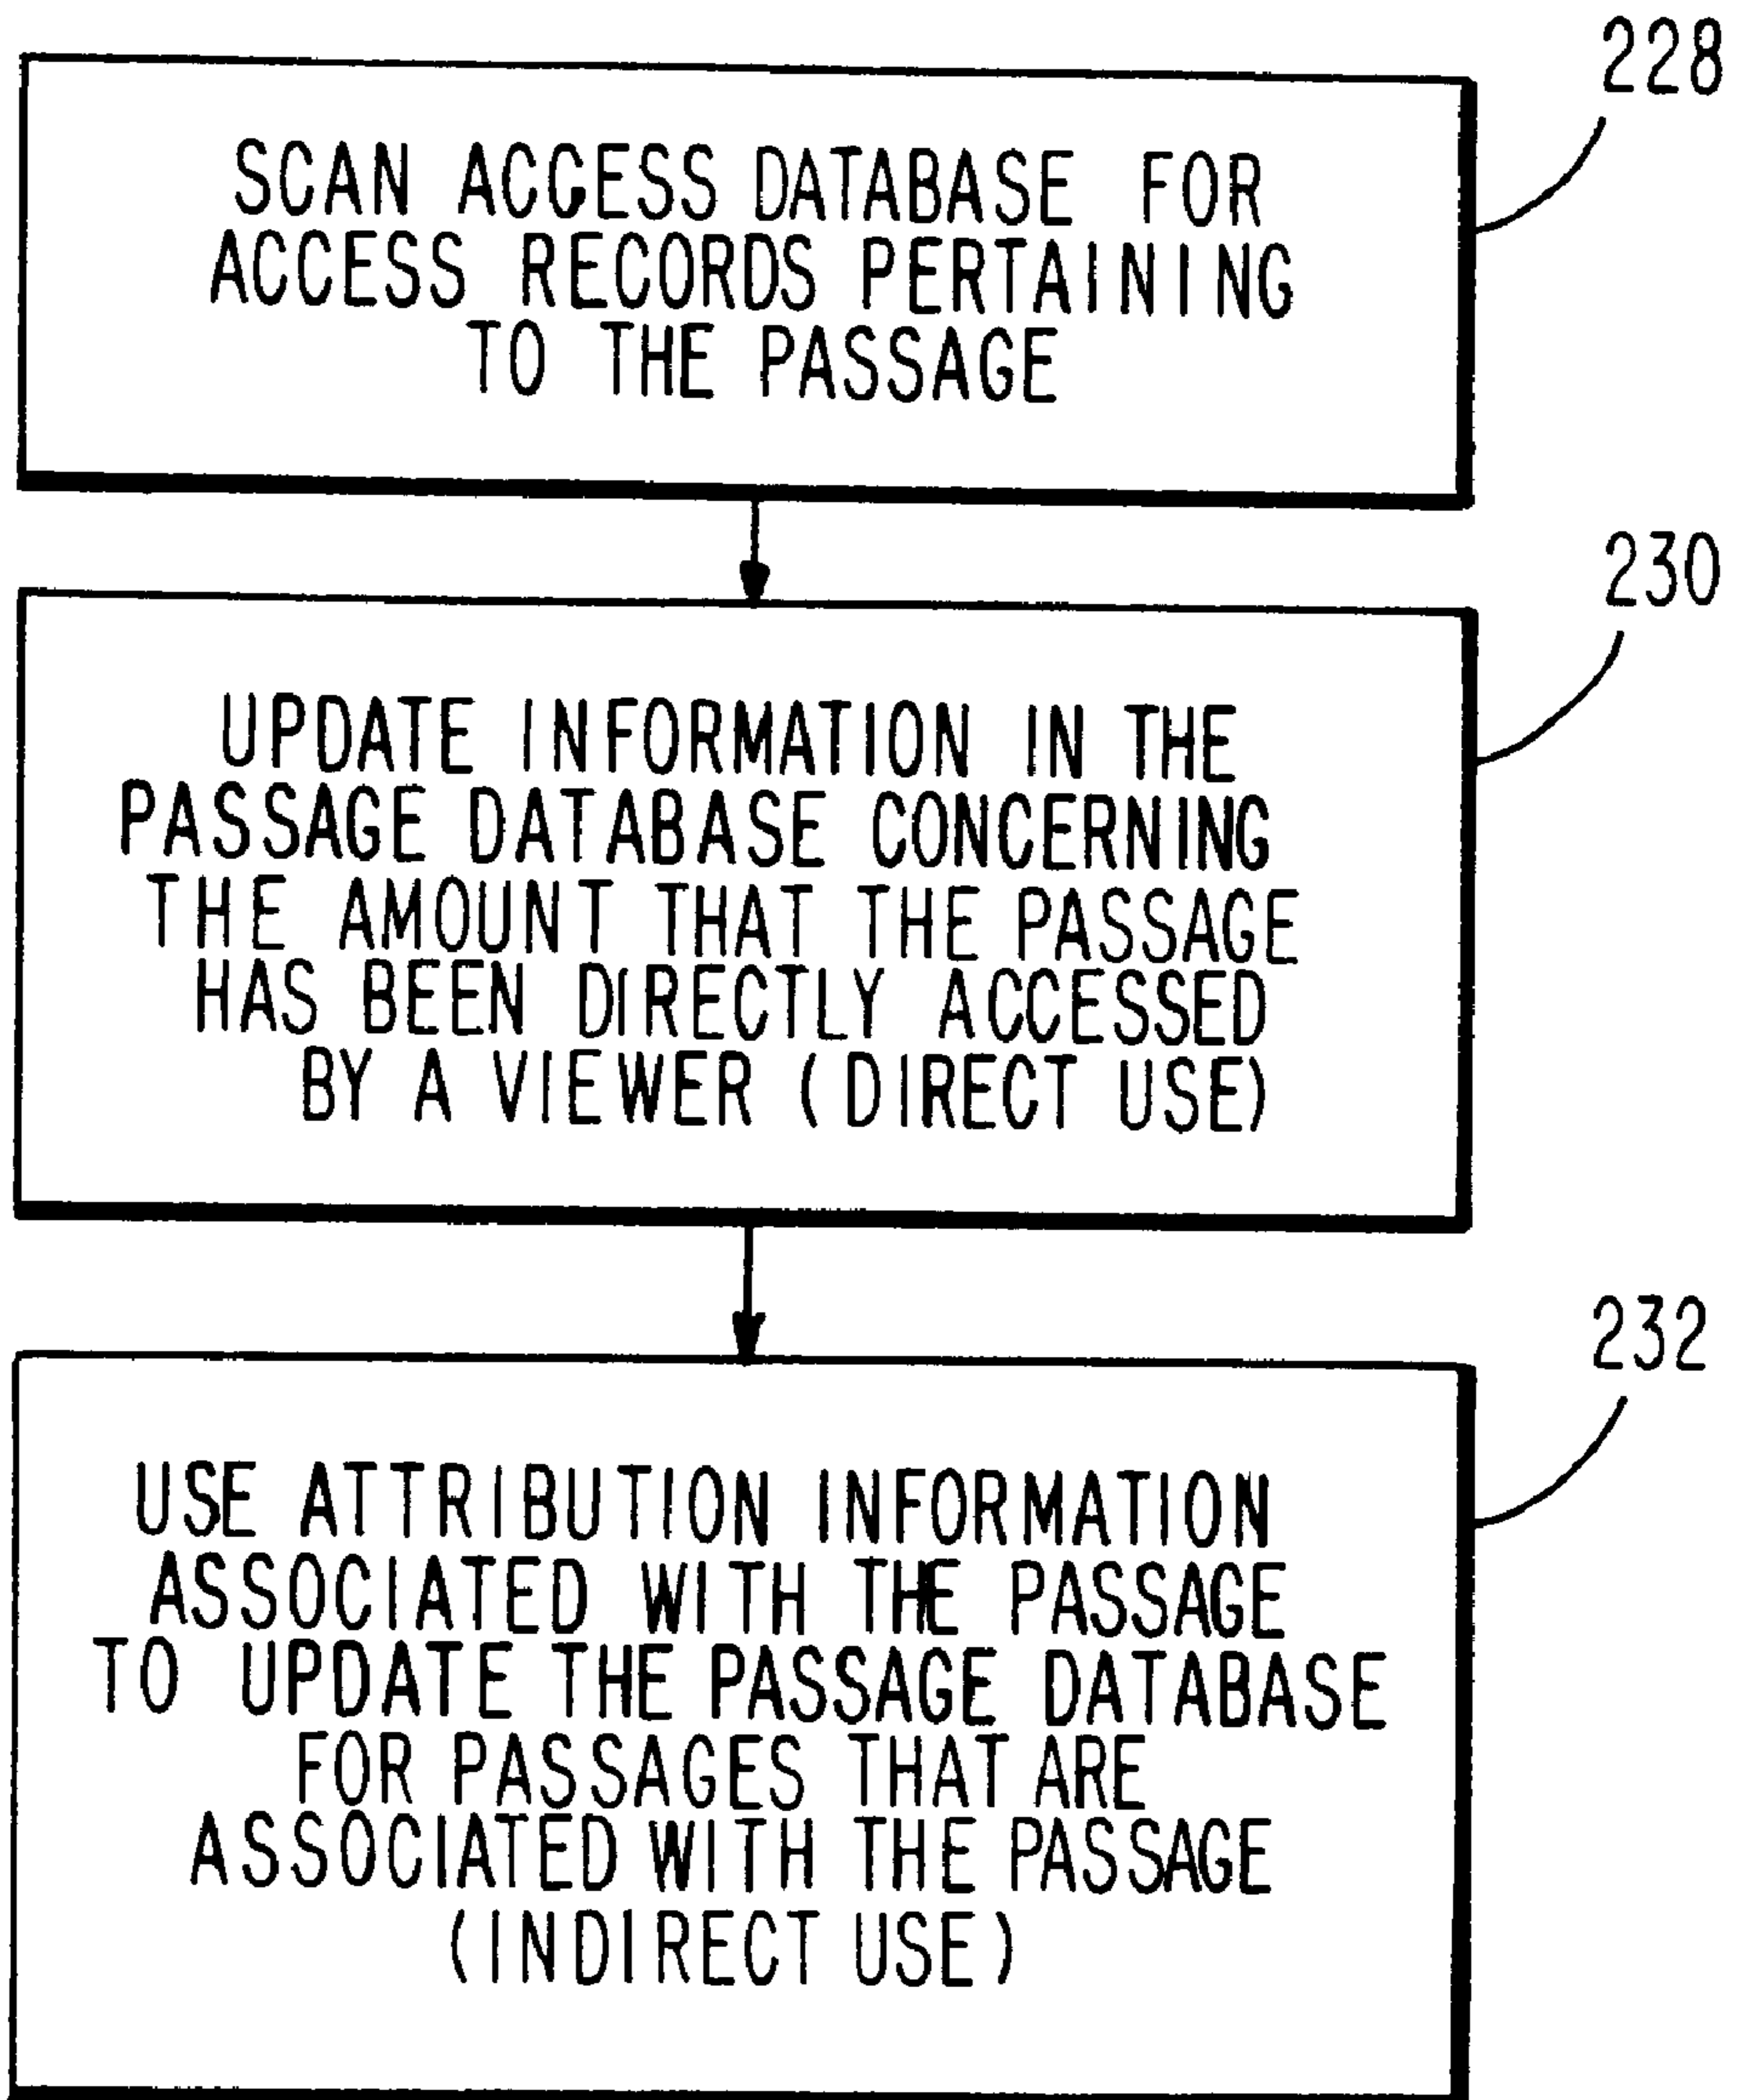 228
SCAN ACCESS DATABASE FOR
ACCESS RECORDS PERTAINING
TO THE PASSAGE
230
UPDATE INFORMATION IN THE
PASSAGE DATABASE CONCERNING
THE AMOUNT THAT THE PASSAGE
HAS BEEN DIRECTLY ACCESSED
BY A VIEWER (DIRECT USE)
232
USE ATTRIBUTION INFORMATION
ASSOCIATED WITH THE PASSAGE
TO UPDATE THE PASSAGE DATABASE
FOR PASSAGES THAT ARE
ASSOCIATED WITH THE PASSAGE
(INDIRECT USE)